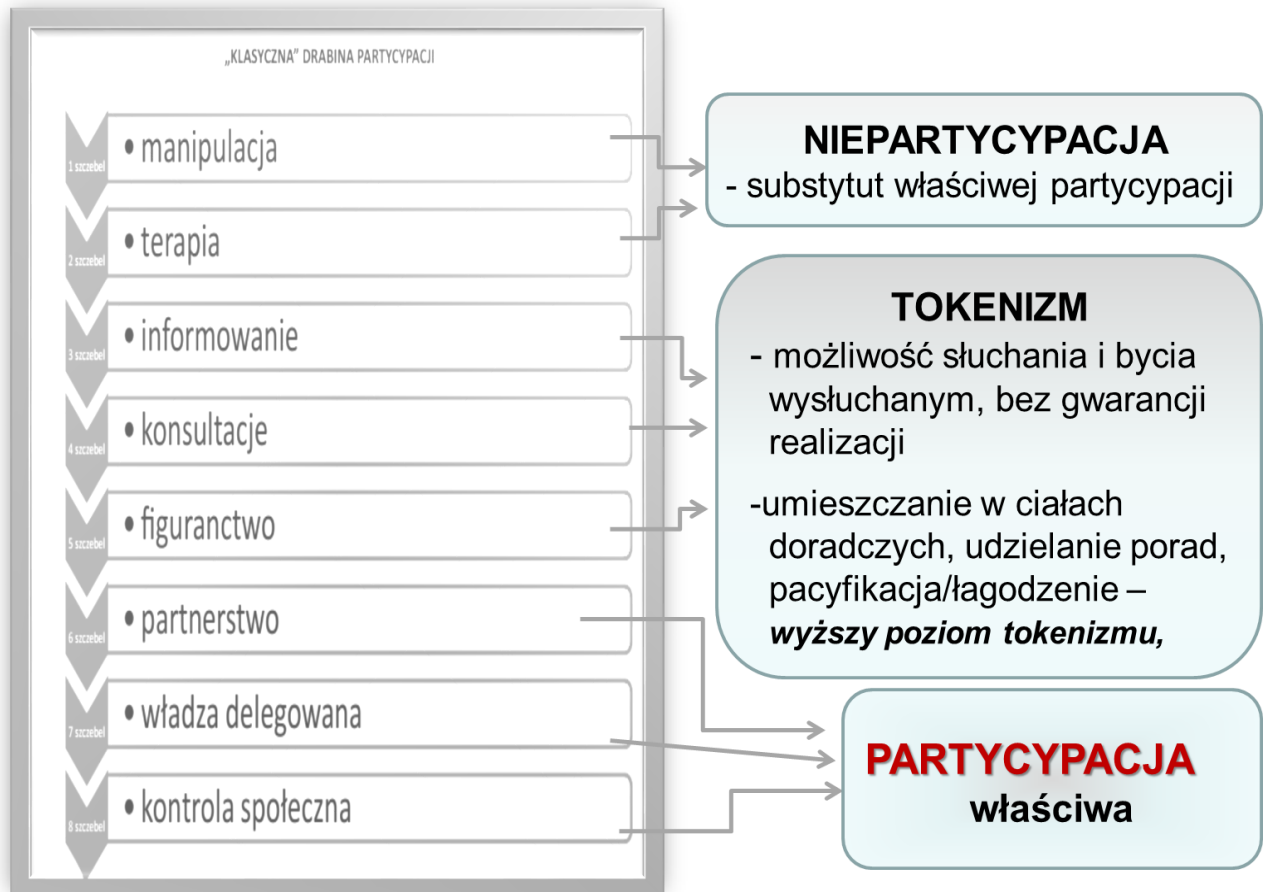 „KLASYCZNA” DRABINA PARTYCYPACJI
1 szczebel
• manipulacja
2 szczebel
• terapia
3 szczebel
• informowanie
4 szczebel
• konsultacje
5 szczebel
• figuranctwo
6 szczebel
• partnerstwo
7 szczebel
• władza delegowana
8 szczebel
• kontrola społeczna
NIEPARTYCYPACJA
- substytut właściwej partycypacji
TOKENIZM
- możliwość słuchania i bycia
wysłuchanym, bez gwarancji
realizacji
-umieszczanie w ciałach
doradczych, udzielanie porad,
pacyfikacja/łagodzenie –
wyższy poziom tokenizmu,
PARTYCYPACJA
właściwa